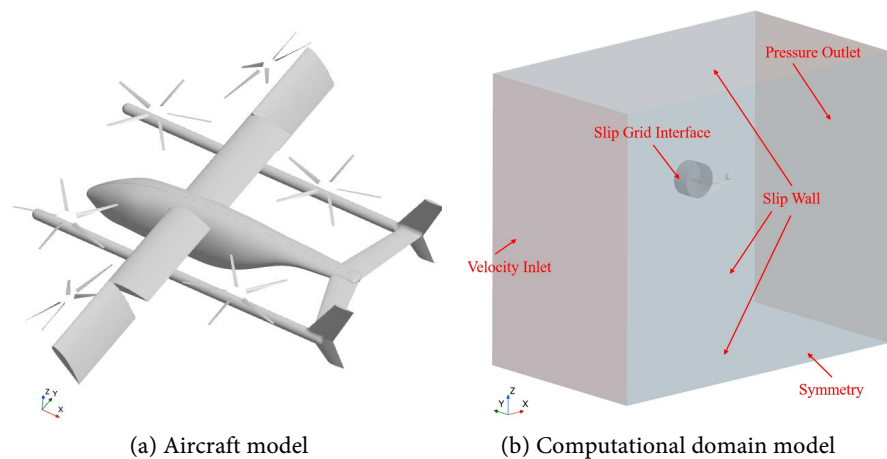 Pressure Outlet
Slip Grid Interface
Slip Wall
Velocity Inlet
Symmetry
Z
Y
X
Z
Y
X
(a) Aircraft model
(b) Computational domain model